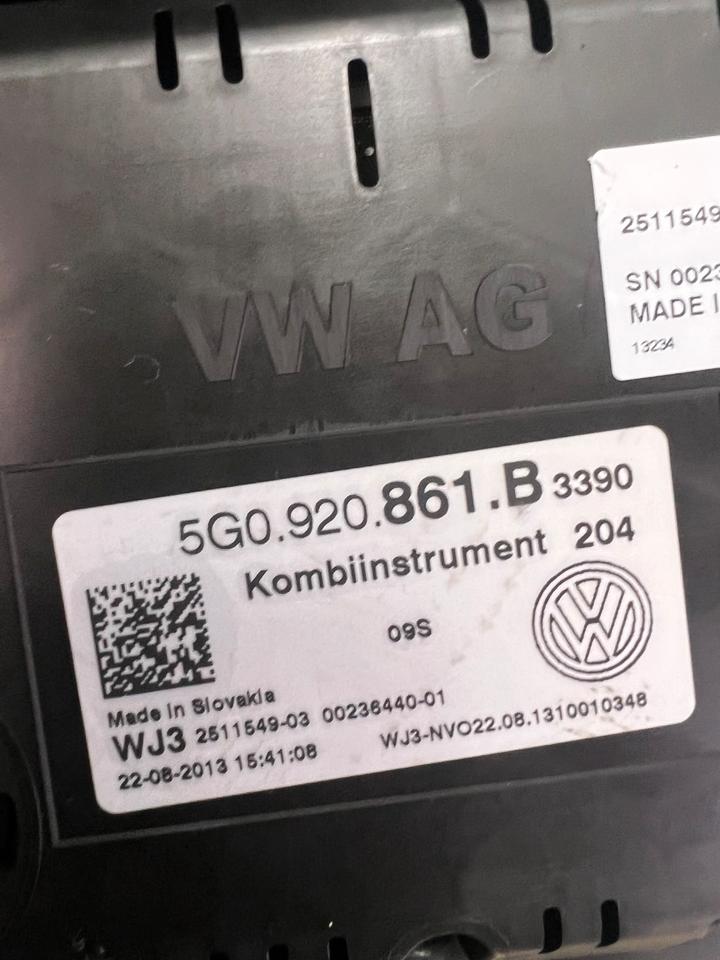 2511549
SN 0023
MADE I
13234
VW AG
5G0.920.861.B 3390
Kombiinstrument 204
09S
Made in Slovakia
WJ3 2511549-03 00236440-01
22-08-2013 15:41:08 WJ3-NVO22.08.1310010348